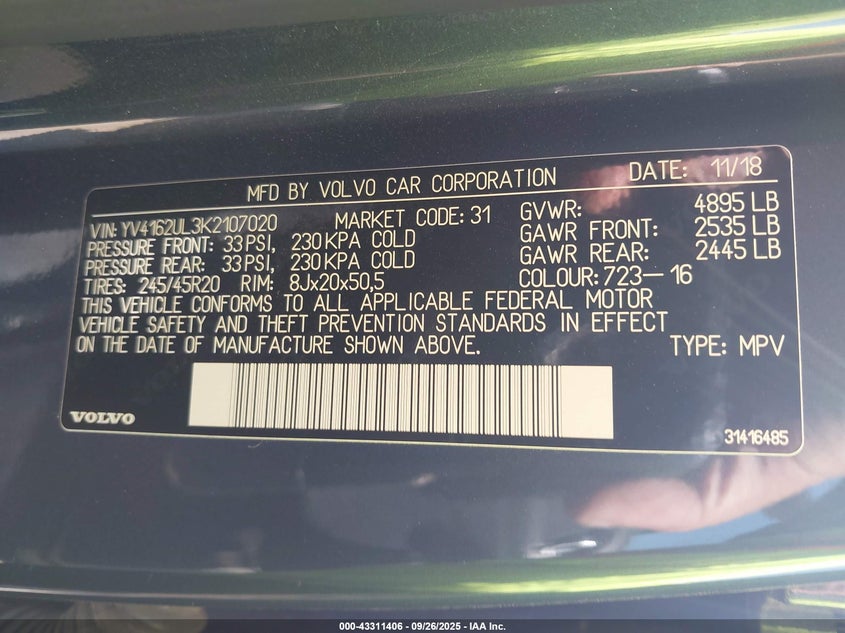 MFD BY VOLVO CAR CORPORATION DATE: 11/18
VIN: YV4162UL3K2107020 MARKET CODE: 31 GVWR: 4895 LB
PRESSURE FRONT: 33 PSI, 230 KPA COLD GAWR FRONT: 2535 LB
PRESSURE REAR: 33 PSI, 230 KPA COLD GAWR REAR: 2445 LB
TIRES: 245/45R20 RIM: 8Jx20x50,5 COLOUR: 723-16
THIS VEHICLE CONFORMS TO ALL APPLICABLE FEDERAL MOTOR
VEHICLE SAFETY AND THEFT PREVENTION STANDARDS IN EFFECT
ON THE DATE OF MANUFACTURE SHOWN ABOVE. TYPE: MPV
VOLVO
31416485
000-43311406 - 09/26/2025 - IAA Inc.